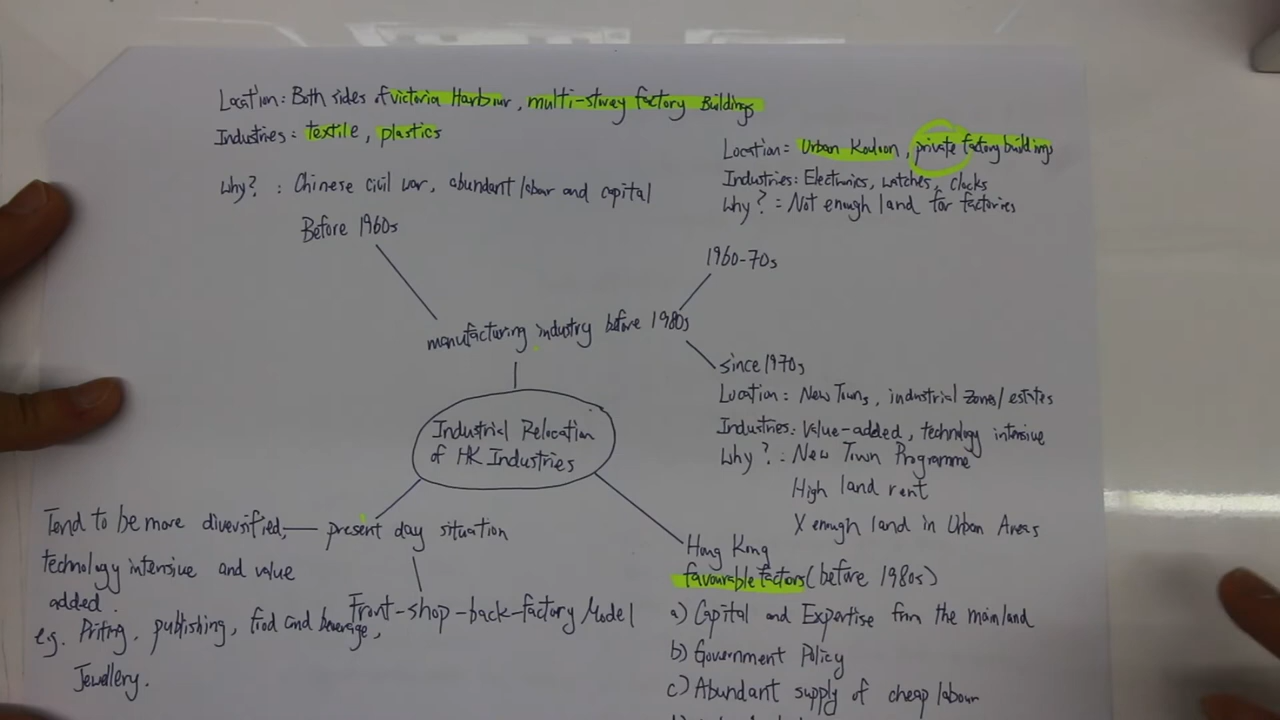 Location: Both sides of victoria Harbour, multi-storey factory Buildings
Industries: textile, plastics
Why? : Chinese civil war, abundant labour and capital
Before 1960s
Location: Urban Kowloon, private factory buildings
Industries: Electronics, watches, clocks
Why? : Not enough land for factories
1960-70s
manufacturing industry before 1980s
since 1970s
Location: New Towns, industrial zones/estates
Industries: value-added, technology intensive
Why? : New Town Programme
High land rent
X enough land in Urban Areas
Industrial Relocation
of HK Industries
present day situation
Tend to be more diversified,
technology intensive and value
added.
e.g. Priting, publishing, food and beverage,
Jewellery.
Front-shop-back-factory Model
Hong Kong
favourable factors (before 1980s)
a) Capital and Expertise from the mainland
b) Government Policy
c) Abundant supply of cheap labour